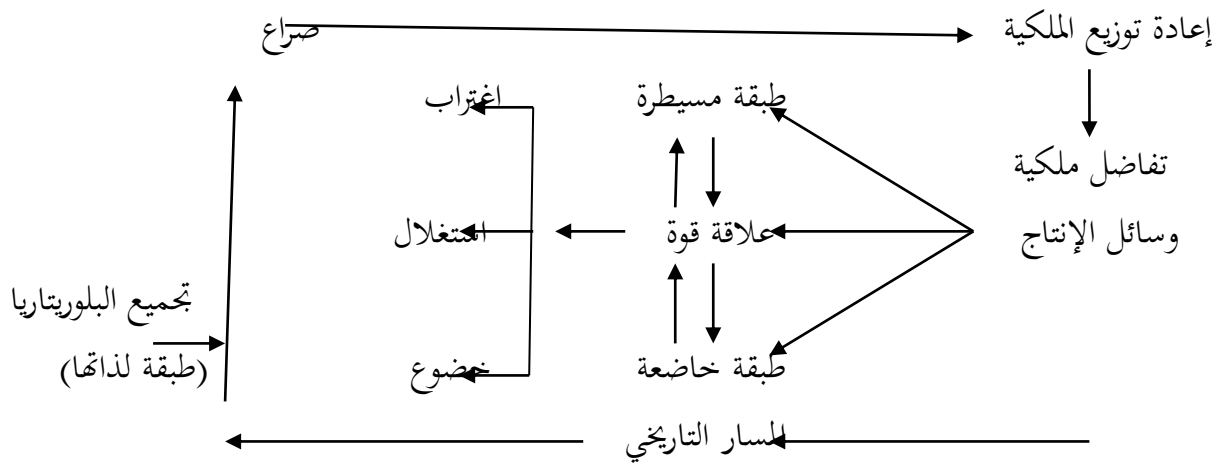 إعادة توزيع الملكية
صراع
طبقة مسيطرة
اغتراب
تفاضل ملكية
وسائل الإنتاج
علاقة قوة
استغلال
تجميع البلوريتاريا
(طبقة لذاتها)
طبقة خاضعة
خضوع
المسار التاريخي